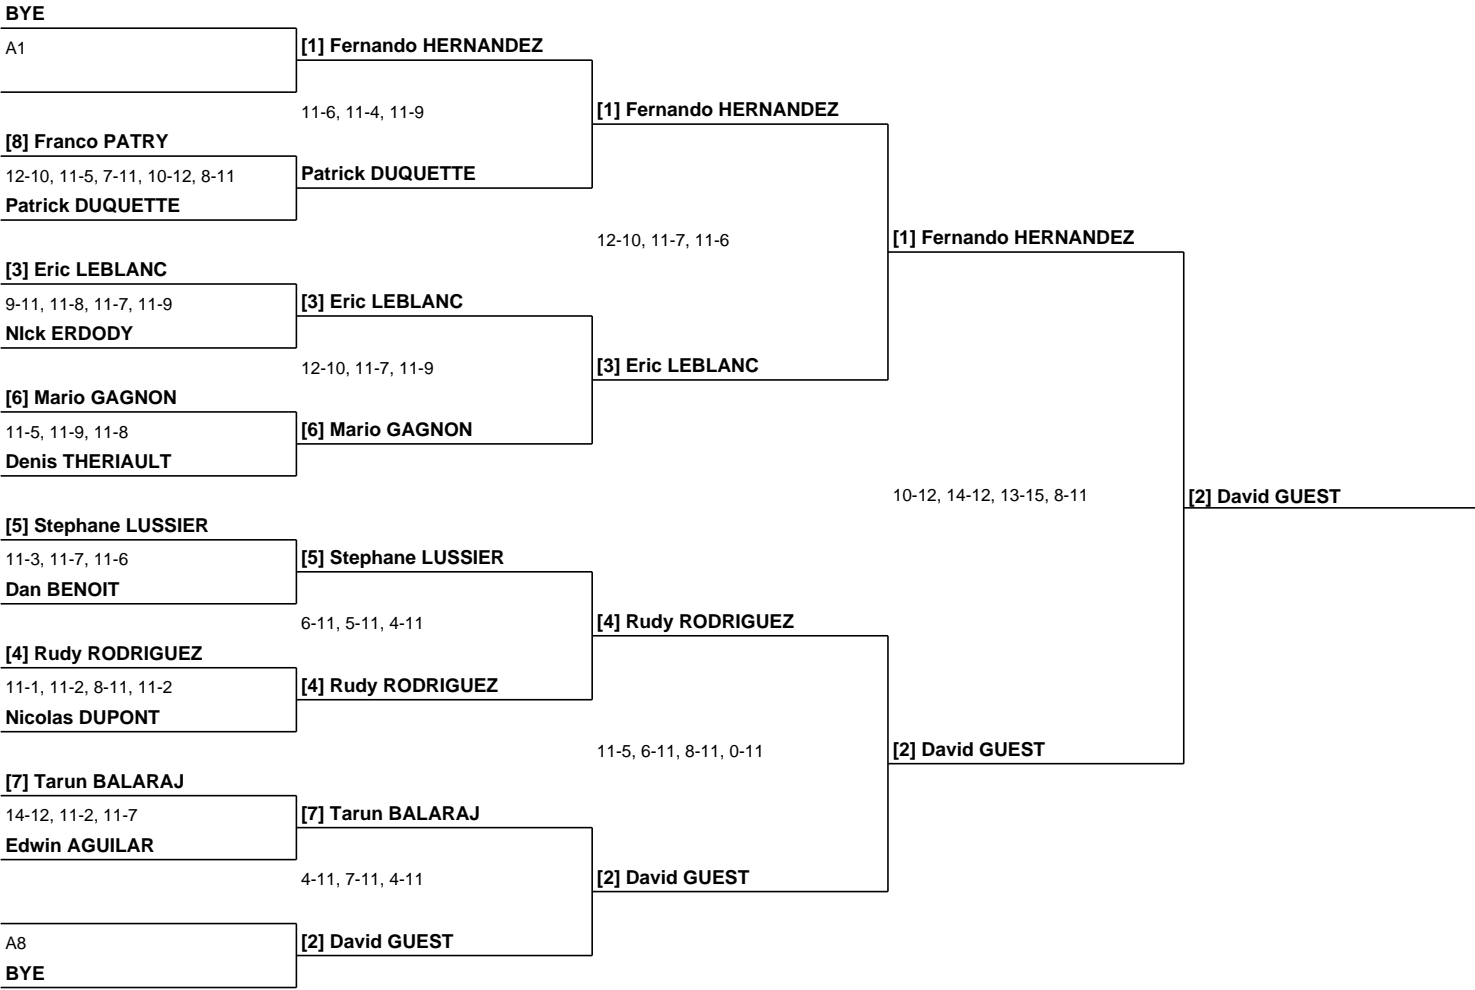 BYE
A1
[1] Fernando HERNANDEZ
11-6, 11-4, 11-9
[1] Fernando HERNANDEZ
[8] Franco PATRY
12-10, 11-5, 7-11, 10-12, 8-11
Patrick DUQUETTE
Patrick DUQUETTE
12-10, 11-7, 11-6
[1] Fernando HERNANDEZ
[3] Eric LEBLANC
9-11, 11-8, 11-7, 11-9
[3] Eric LEBLANC
NIck ERDODY
12-10, 11-7, 11-9
[3] Eric LEBLANC
[6] Mario GAGNON
11-5, 11-9, 11-8
[6] Mario GAGNON
Denis THERIAULT
10-12, 14-12, 13-15, 8-11
[2] David GUEST
[5] Stephane LUSSIER
11-3, 11-7, 11-6
[5] Stephane LUSSIER
Dan BENOIT
6-11, 5-11, 4-11
[4] Rudy RODRIGUEZ
[4] Rudy RODRIGUEZ
11-1, 11-2, 8-11, 11-2
[4] Rudy RODRIGUEZ
Nicolas DUPONT
11-5, 6-11, 8-11, 0-11
[2] David GUEST
[7] Tarun BALARAJ
14-12, 11-2, 11-7
[7] Tarun BALARAJ
Edwin AGUILAR
4-11, 7-11, 4-11
[2] David GUEST
A8
[2] David GUEST
BYE